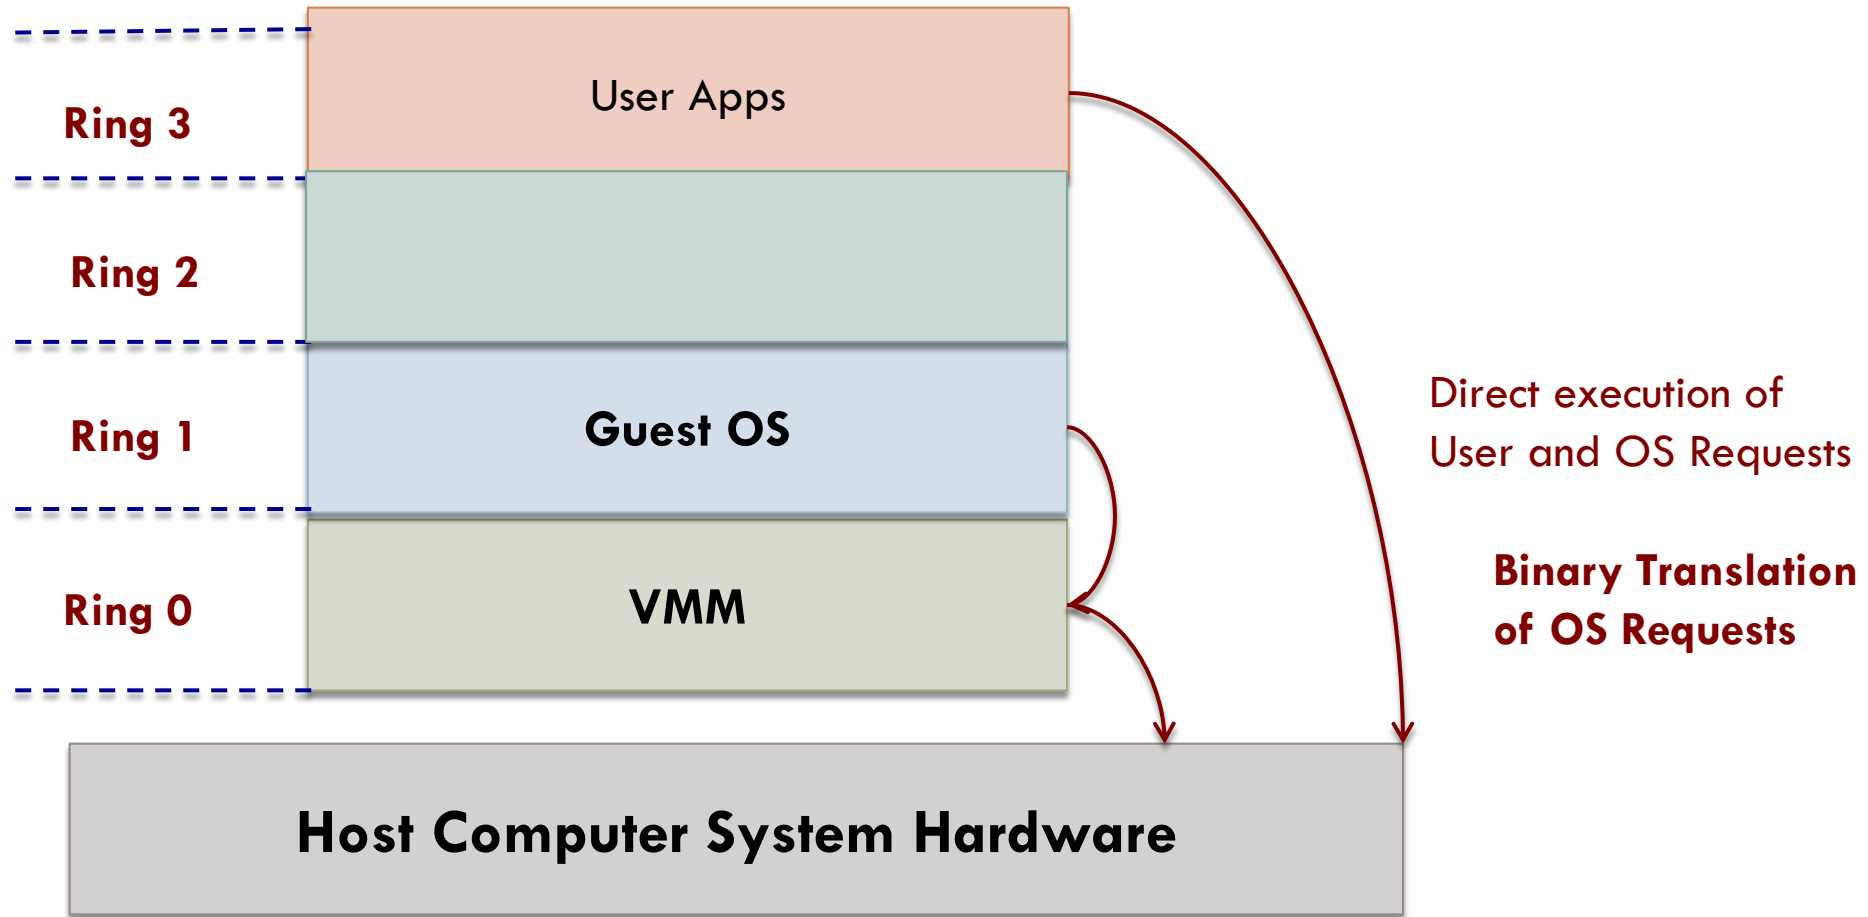 Ring 3
User Apps
Ring 2
Ring 1
Guest OS
Direct execution of
User and OS Requests
Ring 0
VMM
Binary Translation
of OS Requests
Host Computer System Hardware